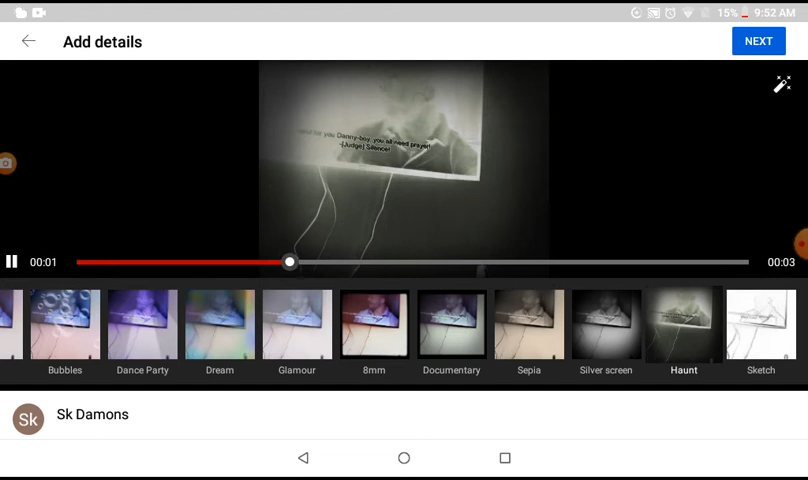 15% 9:52 AM
Add details
NEXT
for you Danny-boy, you all need prayer!
-[Judge] Silence!
00:01
00:03
Bubbles
Dance Party
Dream
Glamour
8mm
Documentary
Sepia
Silver screen
Haunt
Sketch
Sk
Sk Damons